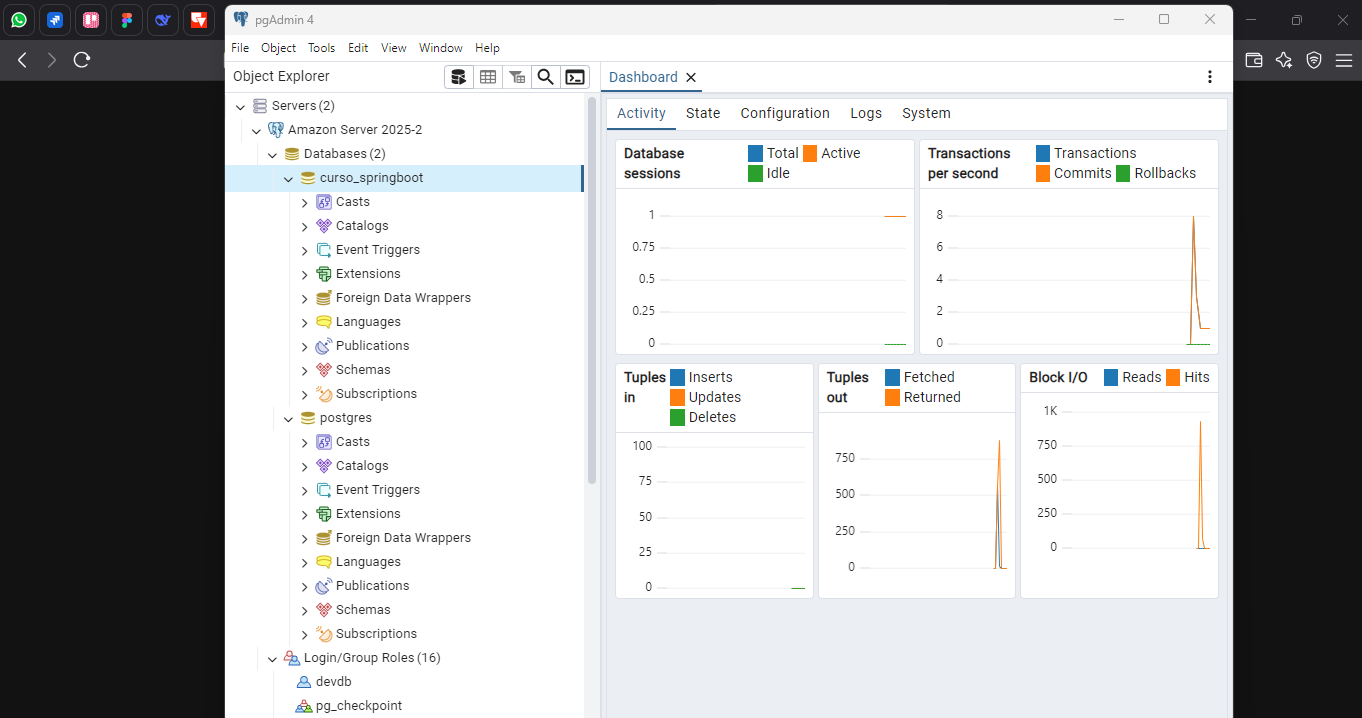 pgAdmin 4
File Object Tools Edit View Window Help
Object Explorer
Dashboard
Servers (2)
Amazon Server 2025-2
Databases (2)
curso_springboot
Casts
Catalogs
Event Triggers
Extensions
Foreign Data Wrappers
Languages
Publications
Schemas
Subscriptions
postgres
Casts
Catalogs
Event Triggers
Extensions
Foreign Data Wrappers
Languages
Publications
Schemas
Subscriptions
Login/Group Roles (16)
devdb
pg_checkpoint
Activity State Configuration Logs System
Database sessions
Total Active
Idle
1
0.75
0.5
0.25
0
Transactions per second
Transactions
Commits Rollbacks
8
6
4
2
0
Tuples in
Inserts
Updates
Deletes
100
75
50
25
0
Tuples out
Fetched
Returned
750
500
250
0
Block I/O
Reads Hits
1K
750
500
250
0